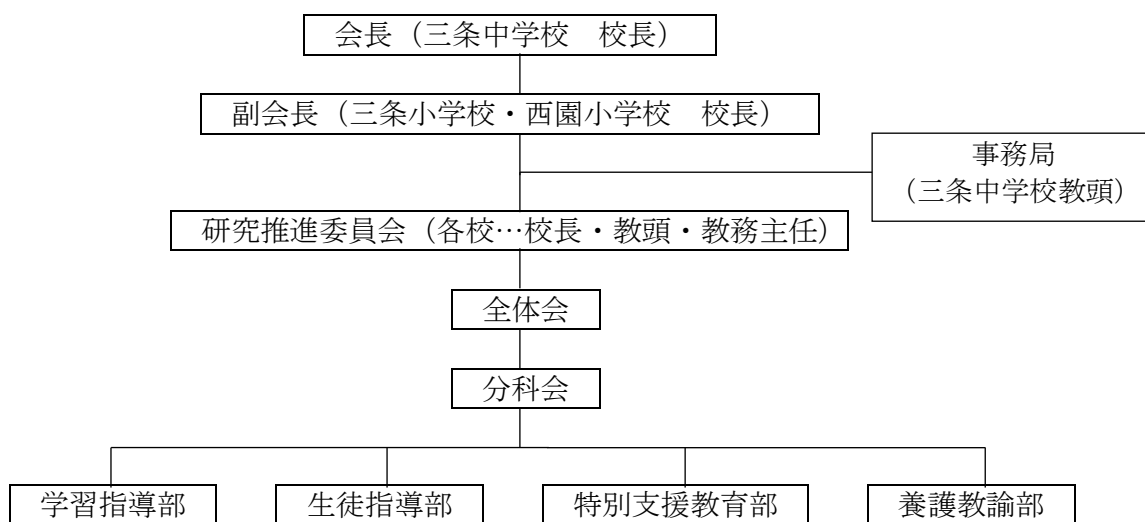 会長（三条中学校　校長）
副会長（三条小学校・西園小学校　校長）
事務局
（三条中学校教頭）
研究推進委員会（各校…校長・教頭・教務主任）
全体会
分科会
学習指導部
生徒指導部
特別支援教育部
養護教諭部